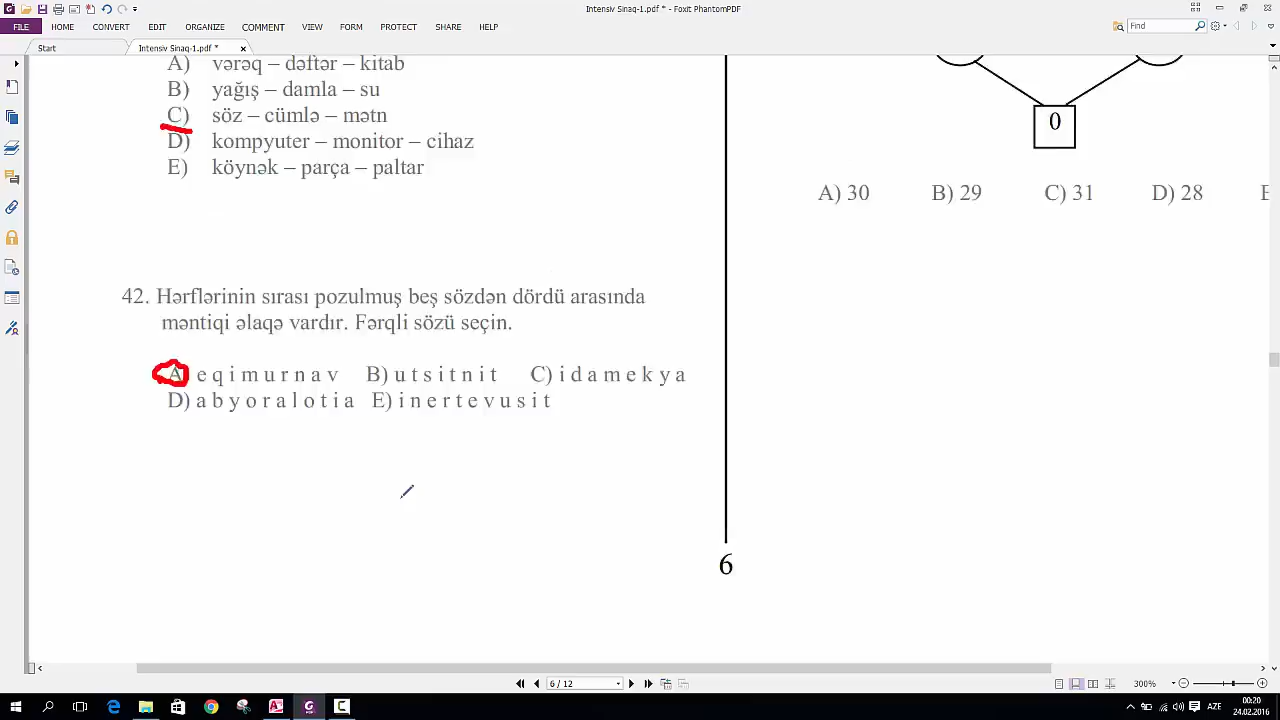 Intensiv Sinaq-1.pdf * - Foxit PhantomPDF
FILE HOME CONVERT EDIT ORGANIZE COMMENT VIEW FORM PROTECT SHARE HELP
Find
Start Intensiv Sinaq-1.pdf *
A) vərəq – dəftər – kitab
B) yağış – damla – su
C) söz – cümlə – mətn
D) kompyuter – monitor – cihaz
E) köynək – parça – paltar
42. Hərflərinin sırası pozulmuş beş sözdən dördü arasında
məntiqi əlaqə vardır. Fərqli sözü seçin.
A) e q i m u r n a v B) u t s i t n i t C) i d a m e k y a
D) a b y o r a l o t i a E) i n e r t e v u s i t
6
0
A) 30 B) 29 C) 31 D) 28 E
6 / 12
300%
AZE
00:20
24.02.2016